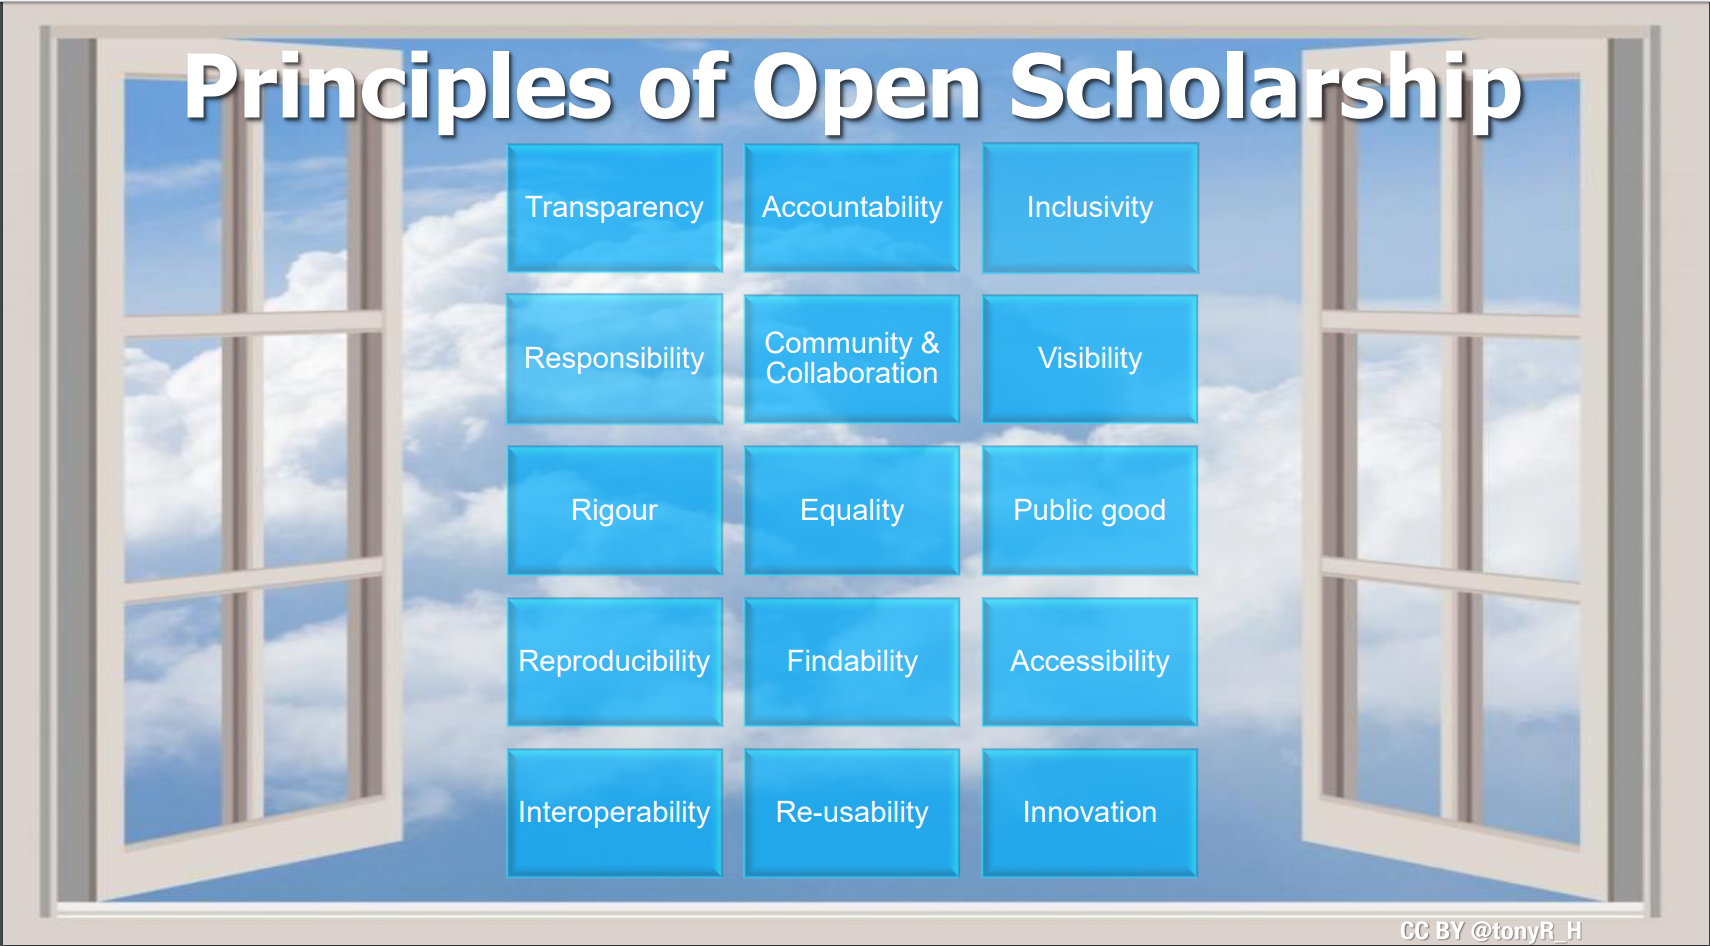 Principles of Open Scholarship
Transparency
Accountability
Inclusivity
Responsibility
Community &
Collaboration
Visibility
Rigour
Equality
Public good
Reproducibility
Findability
Accessibility
Interoperability
Re-usability
Innovation
CC BY @tonyR_H